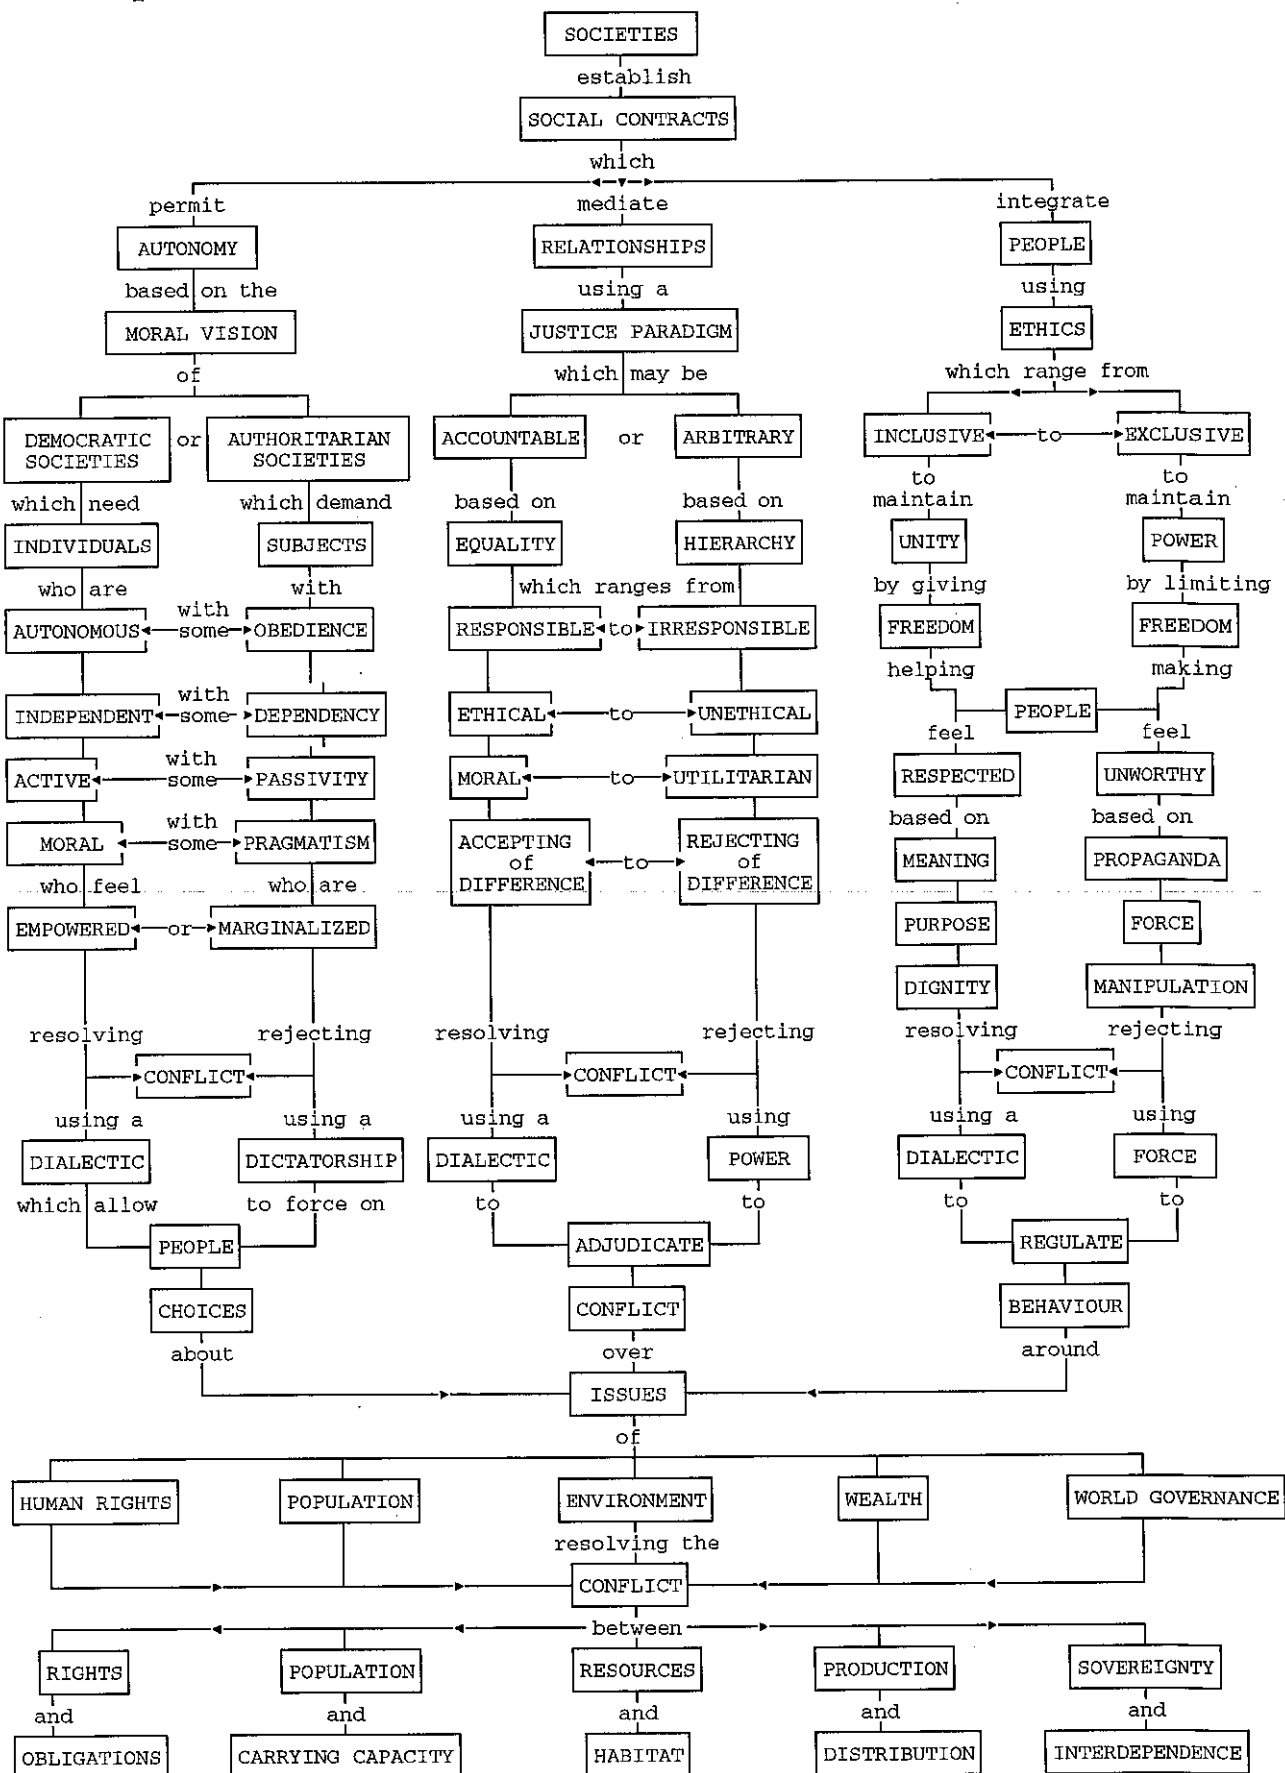 SOCIETIES
establish
SOCIAL CONTRACTS
which
permit mediate integrate
AUTONOMY RELATIONSHIPS PEOPLE
based on the using a using
MORAL VISION JUSTICE PARADIGM ETHICS
of which may be which range from
DEMOCRATIC SOCIETIES or AUTHORITARIAN SOCIETIES ACCOUNTABLE or ARBITRARY INCLUSIVE to EXCLUSIVE
which need which demand based on based on to maintain to maintain
INDIVIDUALS SUBJECTS EQUALITY HIERARCHY UNITY POWER
who are with which ranges from by giving by limiting
AUTONOMOUS with some OBEDIENCE RESPONSIBLE to IRRESPONSIBLE FREEDOM FREEDOM
helping making
INDEPENDENT with some DEPENDENCY ETHICAL to UNETHICAL PEOPLE
feel feel
ACTIVE with some PASSIVITY MORAL to UTILITARIAN RESPECTED UNWORTHY
based on based on
MORAL with some PRAGMATISM ACCEPTING of DIFFERENCE to REJECTING of DIFFERENCE MEANING PROPAGANDA
who feel who are
EMPOWERED or MARGINALIZED PURPOSE FORCE
DIGNITY MANIPULATION
resolving rejecting resolving rejecting resolving rejecting
CONFLICT CONFLICT CONFLICT
using a using a using a using using a using
DIALECTIC DICTATORSHIP DIALECTIC POWER DIALECTIC FORCE
which allow to force on to to to to
PEOPLE ADJUDICATE REGULATE
CHOICES CONFLICT BEHAVIOUR
about over around
ISSUES
of
HUMAN RIGHTS POPULATION ENVIRONMENT WEALTH WORLD GOVERNANCE
resolving the
CONFLICT
between
RIGHTS POPULATION RESOURCES PRODUCTION SOVEREIGNTY
and and and and and
OBLIGATIONS CARRYING CAPACITY HABITAT DISTRIBUTION INTERDEPENDENCE